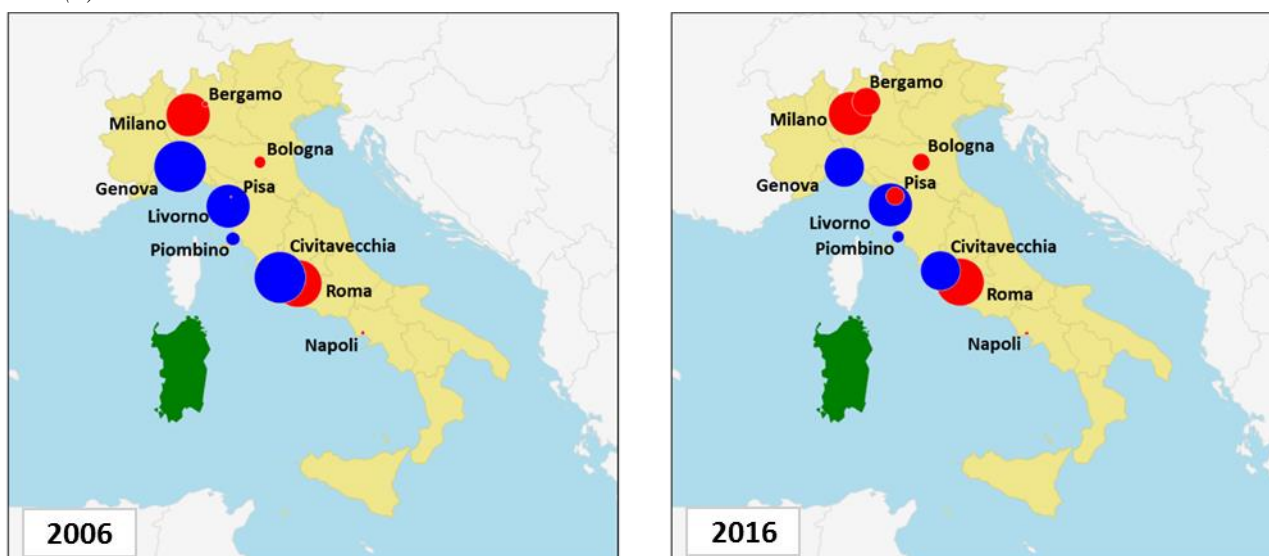 Bergamo
Milano
Bologna
Genova
Pisa
Livorno
Piombino
Civitavecchia
Roma
Napoli
2006
Bergamo
Milano
Bologna
Genova
Pisa
Livorno
Piombino
Civitavecchia
Roma
Napoli
2016